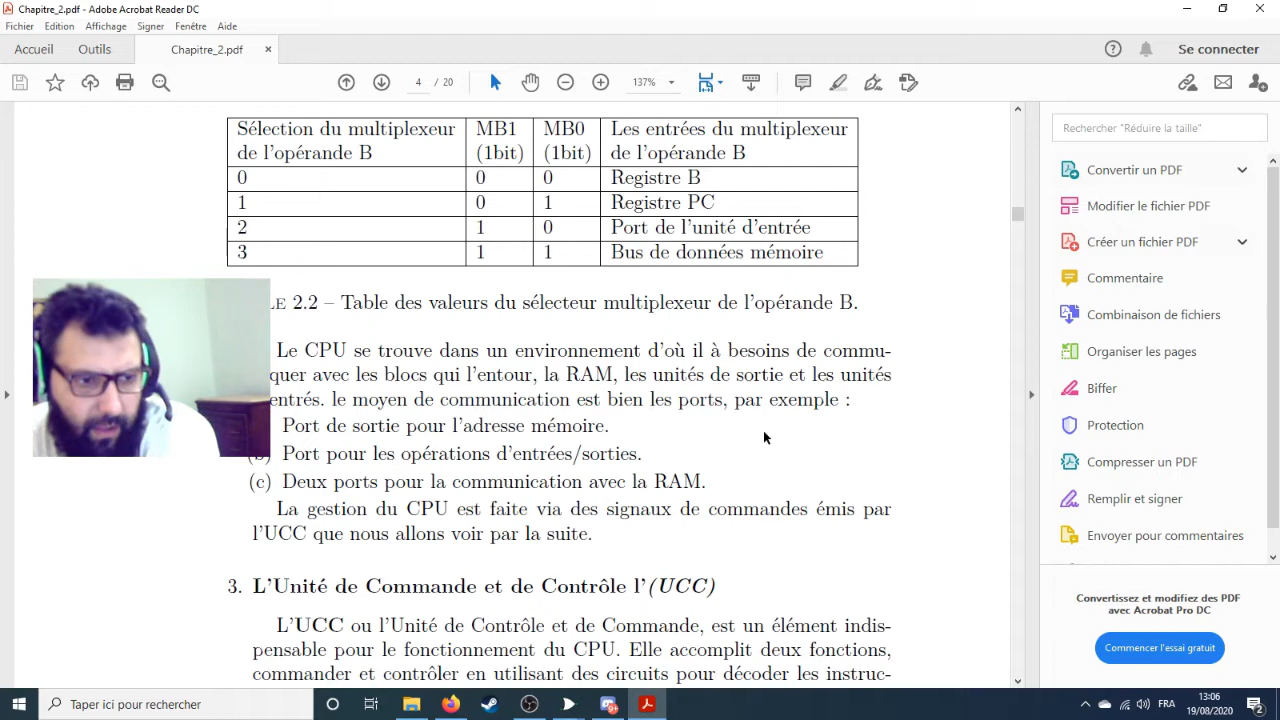 Chapitre_2.pdf - Adobe Acrobat Reader DC
Fichier Edition Affichage Signer Fenêtre Aide
Accueil Outils Chapitre_2.pdf × Se connecter
4 / 20 137%
Sélection du multiplexeur de l'opérande B MB1 (1bit) MB0 (1bit) Les entrées du multiplexeur de l'opérande B
0 0 0 Registre B
1 0 1 Registre PC
2 1 0 Port de l'unité d'entrée
3 1 1 Bus de données mémoire
LE 2.2 – Table des valeurs du sélecteur multiplexeur de l'opérande B.
Le CPU se trouve dans un environnement d'où il à besoins de commu-
quer avec les blocs qui l'entour, la RAM, les unités de sortie et les unités
entrés. le moyen de communication est bien les ports, par exemple :
Port de sortie pour l'adresse mémoire.
(b) Port pour les opérations d'entrées/sorties.
(c) Deux ports pour la communication avec la RAM.
La gestion du CPU est faite via des signaux de commandes émis par
l'UCC que nous allons voir par la suite.
3. L'Unité de Commande et de Contrôle l'(UCC)
L'UCC ou l'Unité de Contrôle et de Commande, est un élément indis-
pensable pour le fonctionnement du CPU. Elle accomplit deux fonctions,
commander et contrôler en utilisant des circuits pour décoder les instruc-
Rechercher "Réduire la taille"
Convertir un PDF
Modifier le fichier PDF
Créer un fichier PDF
Commentaire
Combinaison de fichiers
Organiser les pages
Biffer
Protection
Compresser un PDF
Remplir et signer
Envoyer pour commentaires
Convertissez et modifiez des PDF
avec Acrobat Pro DC
Commencer l'essai gratuit
Taper ici pour rechercher
FRA
13:06
19/08/2020
2